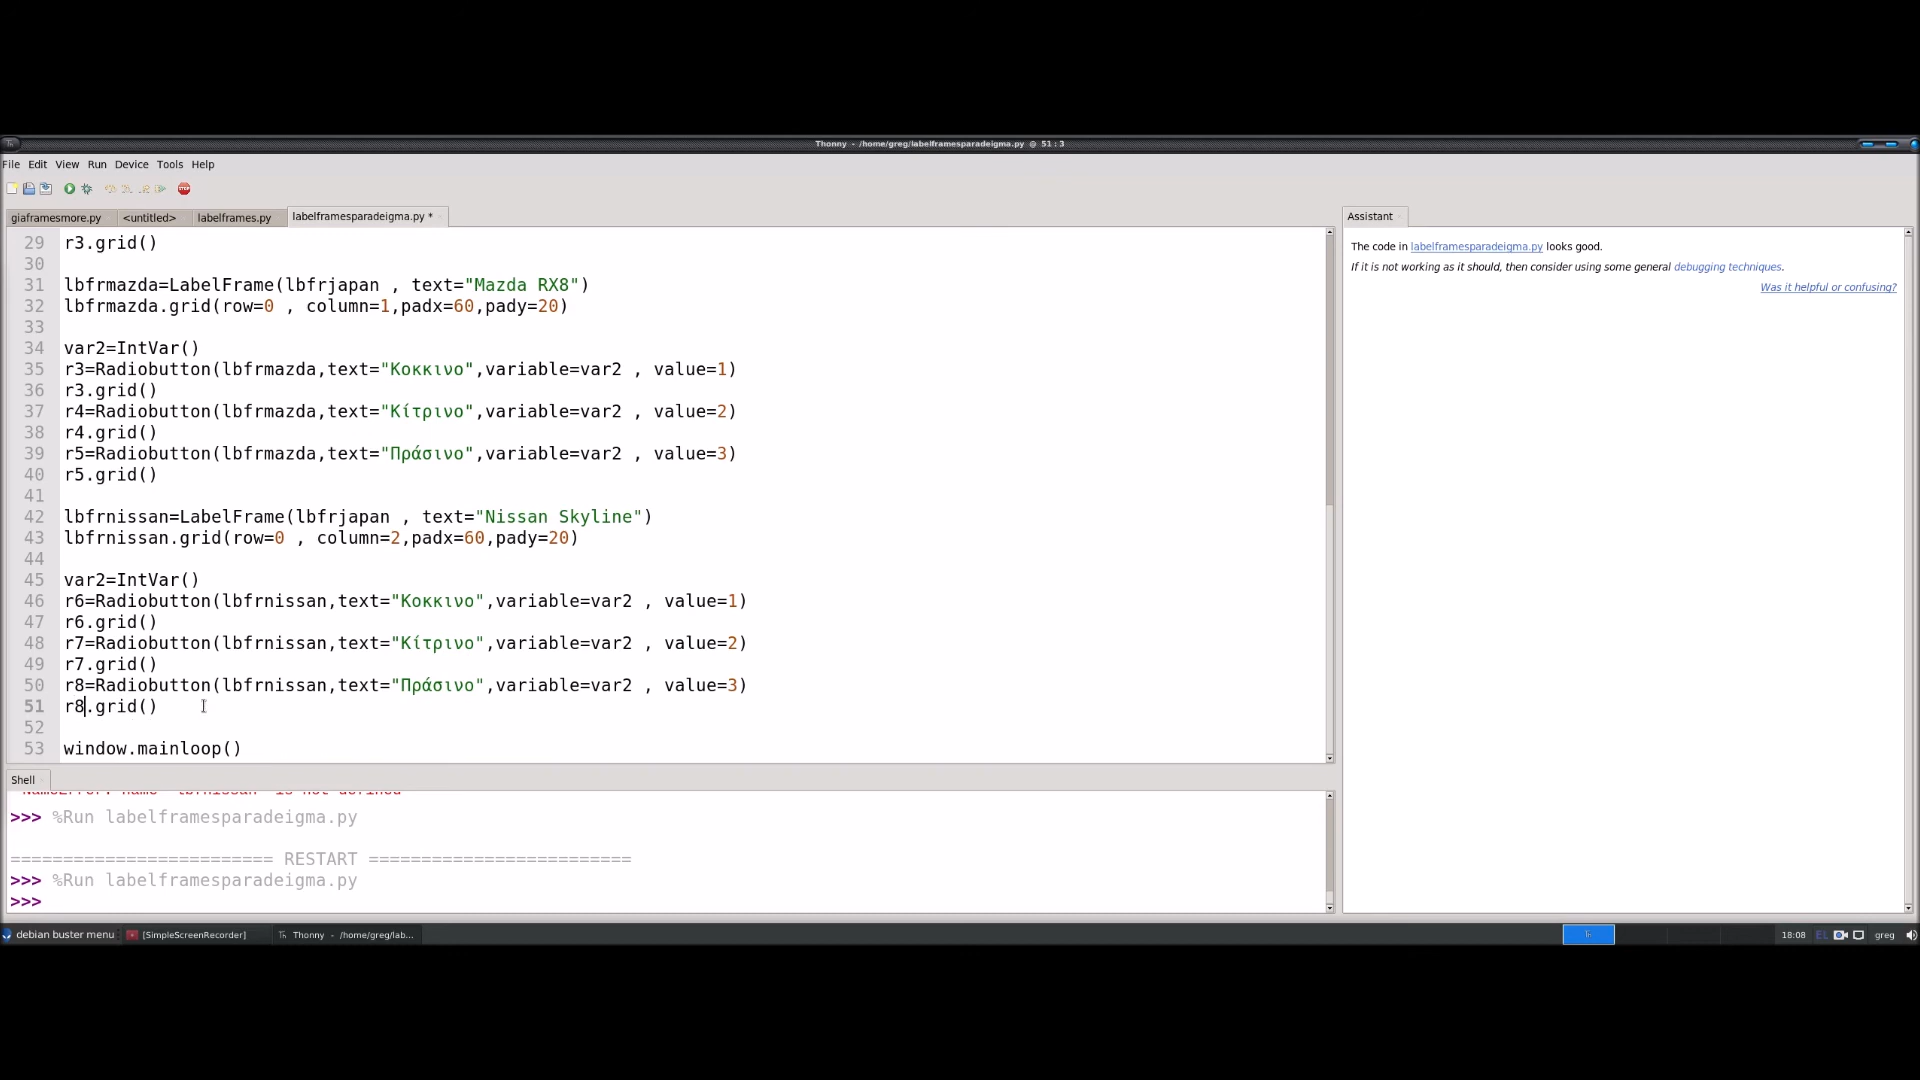 Thonny - /home/greg/labelframesparadeigma.py @ 51 : 3
File Edit View Run Device Tools Help
giaframesmore.py <untitled> labelframes.py labelframesparadeigma.py *
29 r3.grid()
30
31 lbfrmazda=LabelFrame(lbfrjapan , text="Mazda RX8")
32 lbfrmazda.grid(row=0 , column=1,padx=60,pady=20)
33
34 var2=IntVar()
35 r3=Radiobutton(lbfrmazda,text="Κοκκινο",variable=var2 , value=1)
36 r3.grid()
37 r4=Radiobutton(lbfrmazda,text="Κίτρινο",variable=var2 , value=2)
38 r4.grid()
39 r5=Radiobutton(lbfrmazda,text="Πράσινο",variable=var2 , value=3)
40 r5.grid()
41
42 lbfrnissan=LabelFrame(lbfrjapan , text="Nissan Skyline")
43 lbfrnissan.grid(row=0 , column=2,padx=60,pady=20)
44
45 var2=IntVar()
46 r6=Radiobutton(lbfrnissan,text="Κοκκινο",variable=var2 , value=1)
47 r6.grid()
48 r7=Radiobutton(lbfrnissan,text="Κίτρινο",variable=var2 , value=2)
49 r7.grid()
50 r8=Radiobutton(lbfrnissan,text="Πράσινο",variable=var2 , value=3)
51 r8.grid()
52
53 window.mainloop()
Assistant
The code in labelframesparadeigma.py looks good.
If it is not working as it should, then consider using some general debugging techniques.
Was it helpful or confusing?
Shell
NameError: name 'lbfrnissan' is not defined
>>> %Run labelframesparadeigma.py
========================= RESTART =========================
>>> %Run labelframesparadeigma.py
>>>
debian buster menu [SimpleScreenRecorder] Thonny - /home/greg/lab... 18:08 EL greg